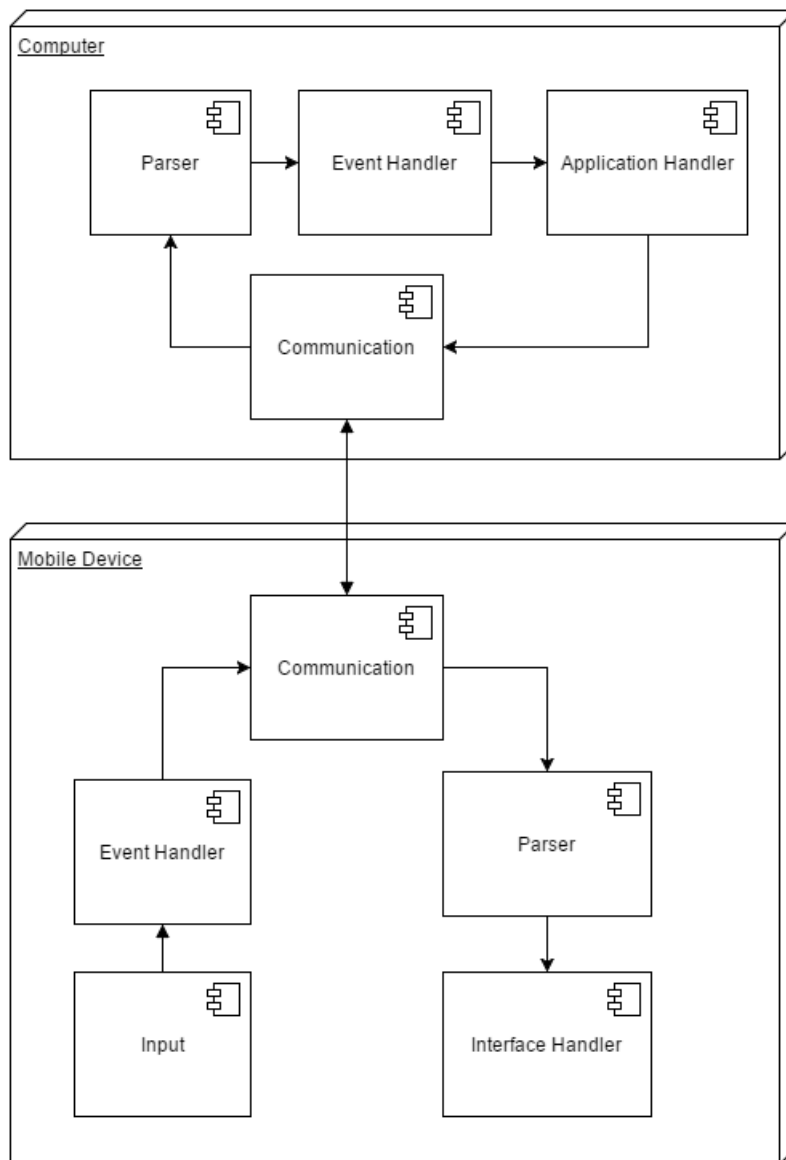 Computer
Parser
Event Handler
Application Handler
Communication
Mobile Device
Communication
Event Handler
Parser
Input
Interface Handler